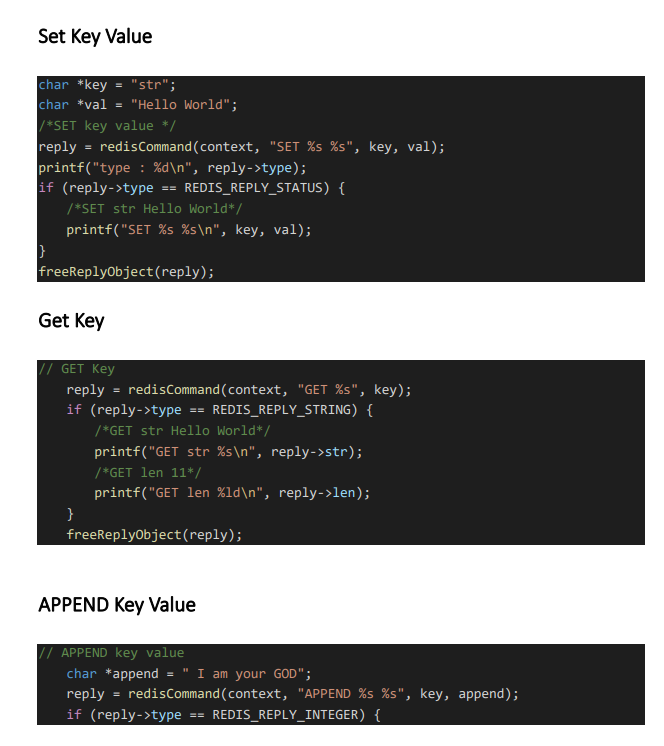 Set Key Value
char *key = "str";
char *val = "Hello World";
/*SET key value */
reply = redisCommand(context, "SET %s %s", key, val);
printf("type : %d\n", reply->type);
if (reply->type == REDIS_REPLY_STATUS) {
/*SET str Hello World*/
printf("SET %s %s\n", key, val);
}
freeReplyObject(reply);
Get Key
// GET Key
reply = redisCommand(context, "GET %s", key);
if (reply->type == REDIS_REPLY_STRING) {
/*GET str Hello World*/
printf("GET str %s\n", reply->str);
/*GET len 11*/
printf("GET len %ld\n", reply->len);
}
freeReplyObject(reply);
APPEND Key Value
// APPEND key value
char *append = " I am your GOD";
reply = redisCommand(context, "APPEND %s %s", key, append);
if (reply->type == REDIS_REPLY_INTEGER) {